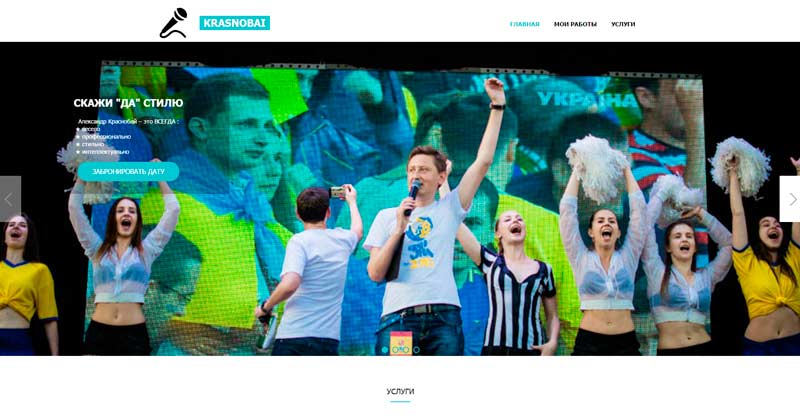 KRASNOBAI
ГЛАВНАЯ МОИ РАБОТЫ УСЛУГИ
УКРАЇНА
СКАЖИ "ДА" СТИЛЮ
Александр Краснобай – это ВСЕГДА :
★ весело
★ профессионально
★ стильно
★ интеллектуально
ЗАБРОНИРОВАТЬ ДАТУ
УСЛУГИ